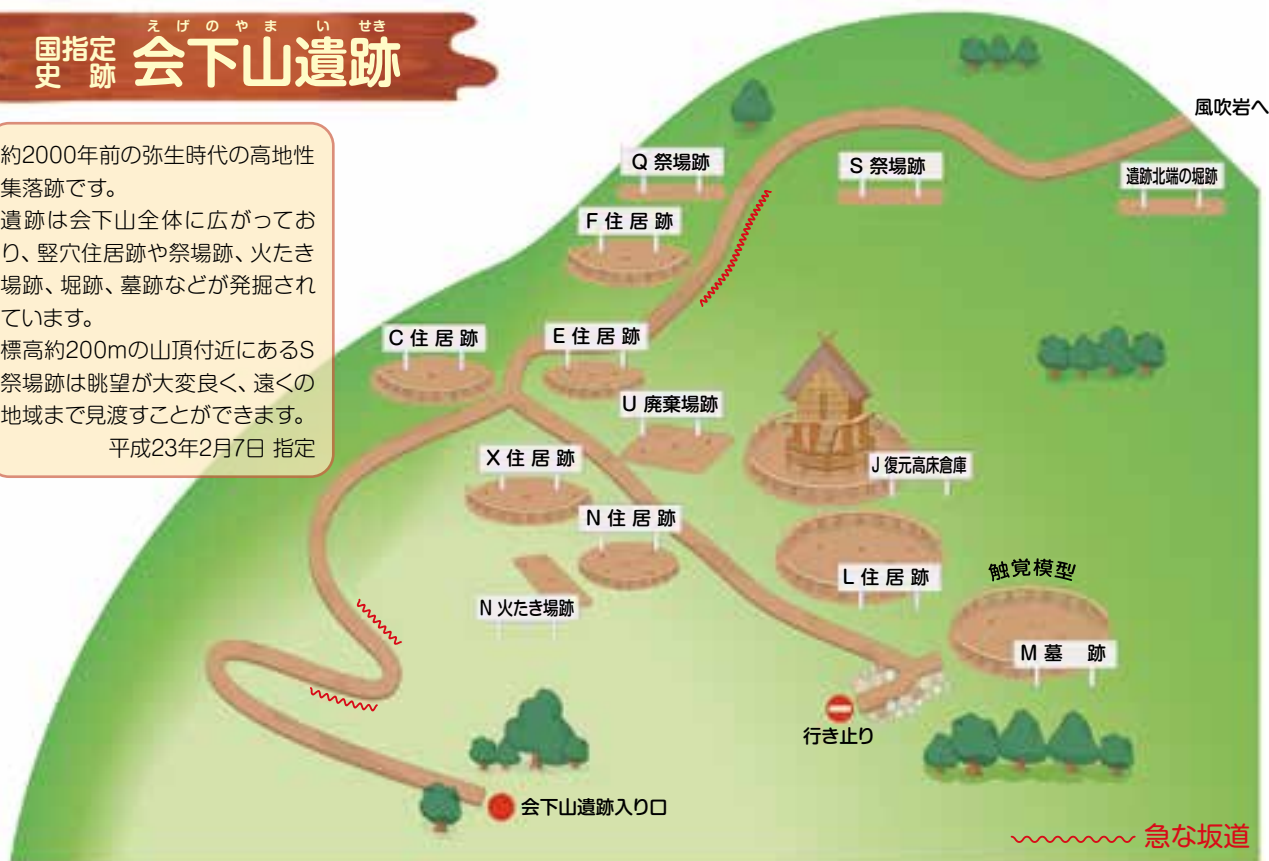 えげのやまいせき
国指定
史跡
会下山遺跡
約2000年前の弥生時代の高地性
集落跡です。
遺跡は会下山全体に広がってお
り、竪穴住居跡や祭場跡、火たき
場跡、堀跡、墓跡などが発掘され
ています。
標高約200mの山頂付近にあるS
祭場跡は眺望が大変良く、遠くの
地域まで見渡すことができます。
平成23年2月7日 指定
風吹岩へ
Q 祭場跡
S 祭場跡
遺跡北端の堀跡
F 住 居 跡
C 住 居 跡
E 住 居 跡
U 廃棄場跡
J 復元高床倉庫
X 住 居 跡
N 住 居 跡
L 住 居 跡
触覚模型
N 火たき場跡
M 墓 跡
行き止り
会下山遺跡入り口
急な坂道